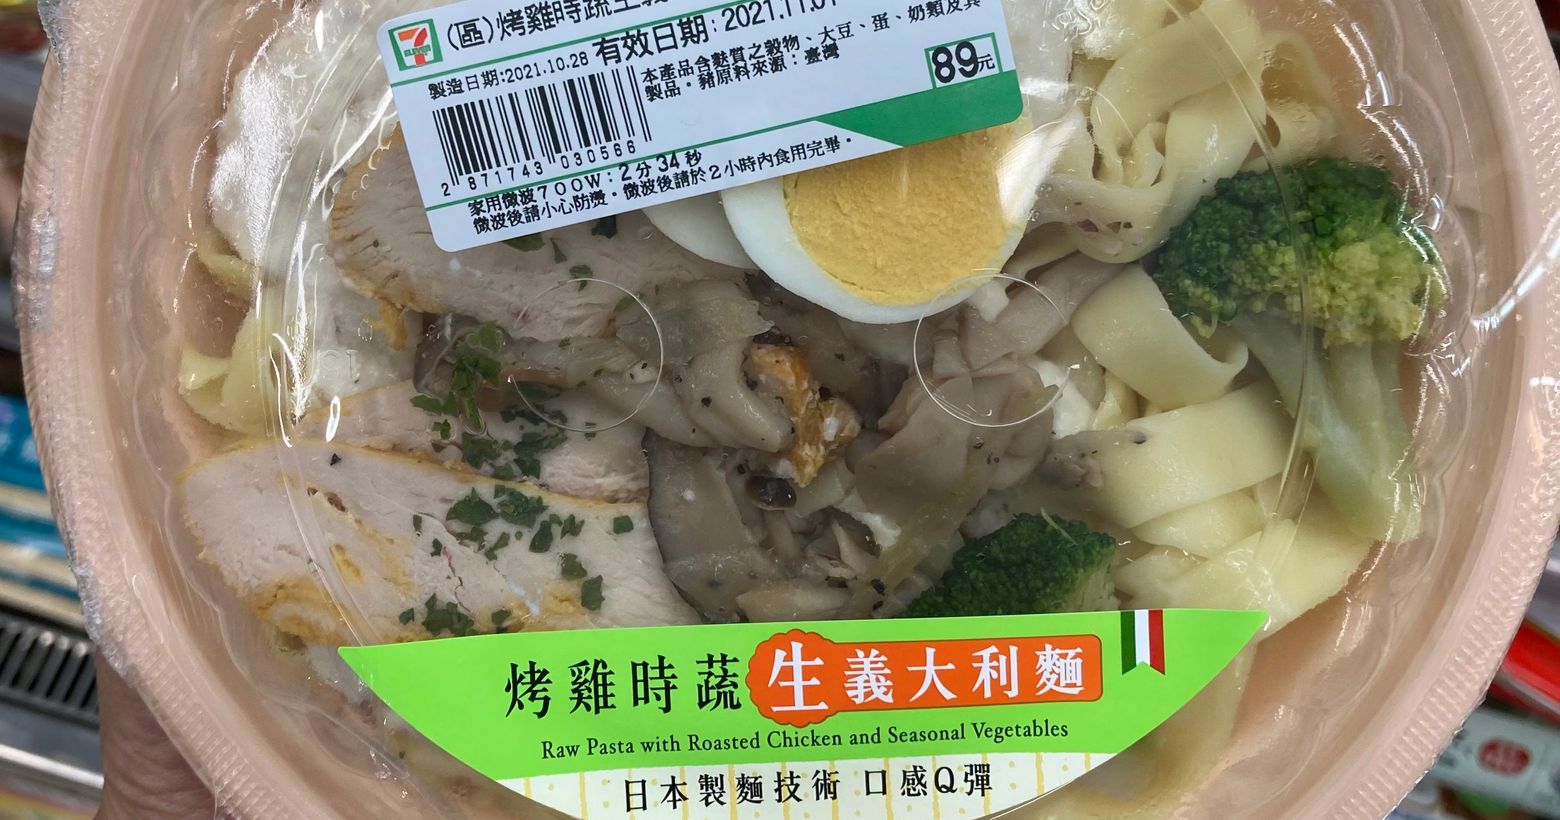 7
ELEVEN
(區)烤雞時蔬生義
製造日期:2021.10.28 有效日期:2021.11.01
本產品含麩質之穀物、大豆、蛋、奶類及其
製品。豬原料來源：臺灣
89元
2 871743 030566
家用微波700W:2分34秒
微波後請小心防燙。微波後請於2小時內食用完畢。
烤雞時蔬生義大利麵
Raw Pasta with Roasted Chicken and Seasonal Vegetables
日本製麵技術 口感Q彈